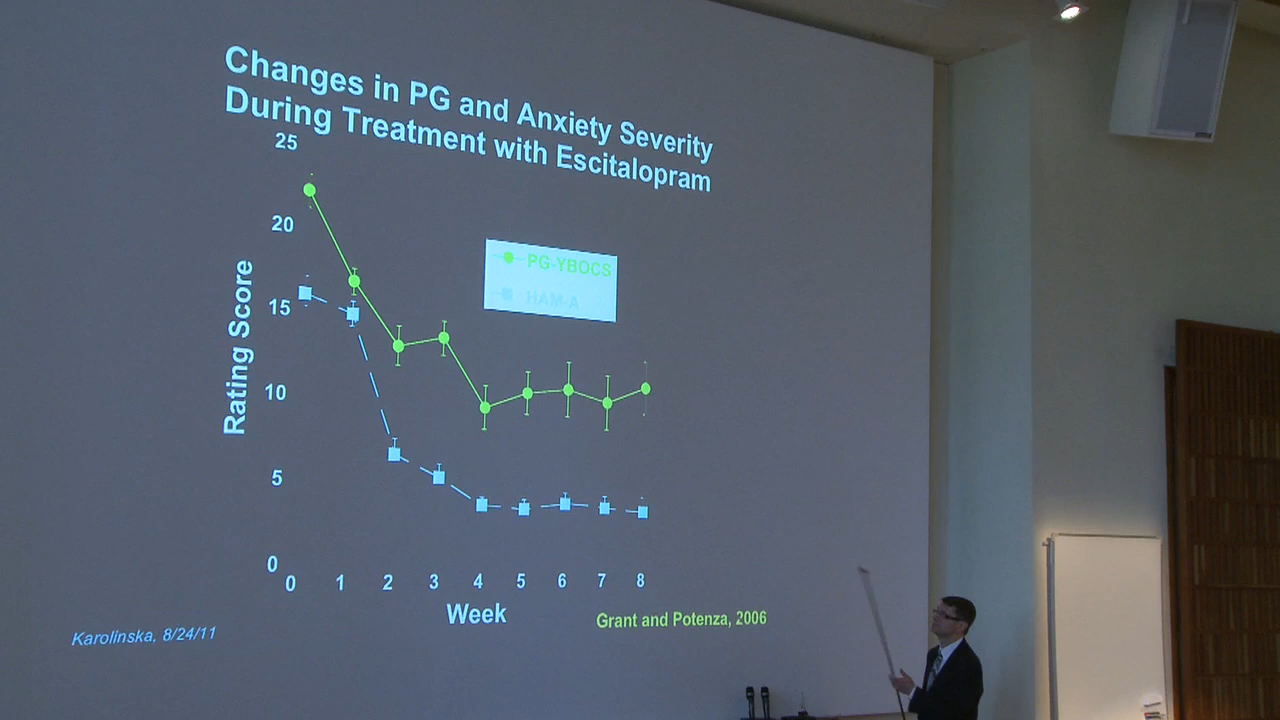 Changes in PG and Anxiety Severity
During Treatment with Escitalopram
25
20
15
10
5
0
Rating Score
PG-YBOCS
HAM-A
0 1 2 3 4 5 6 7 8
Week
Grant and Potenza, 2006
Karolinska, 8/24/11